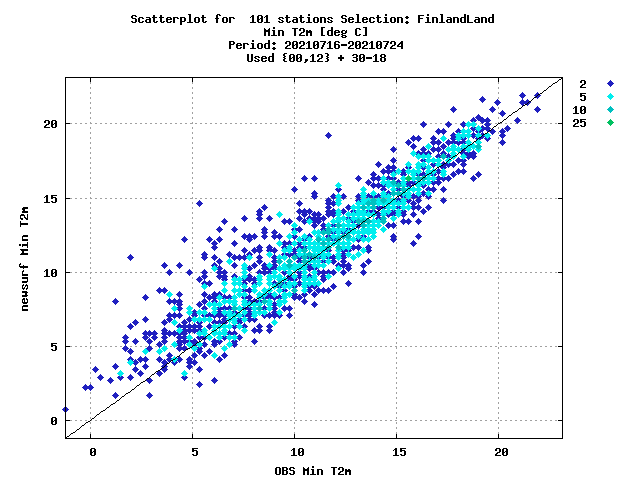 Scatterplot for  101 stations Selection: FinlandLand
Min T2m [deg C]
Period: 20210716-20210724
Used {00,12} + 30-18
2
5
10
25
20
15
10
5
0
newsurf Min T2m
0 5 10 15 20
OBS Min T2m